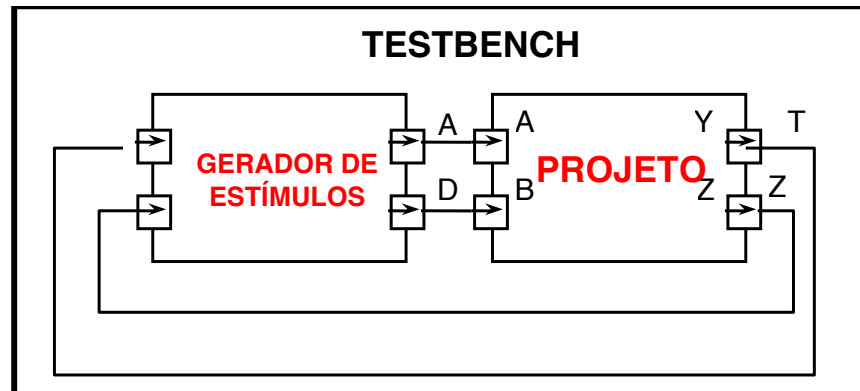 TESTBENCH
A
A
Y
T
GERADOR DE
ESTÍMULOS
PROJETO
D
B
Z
Z